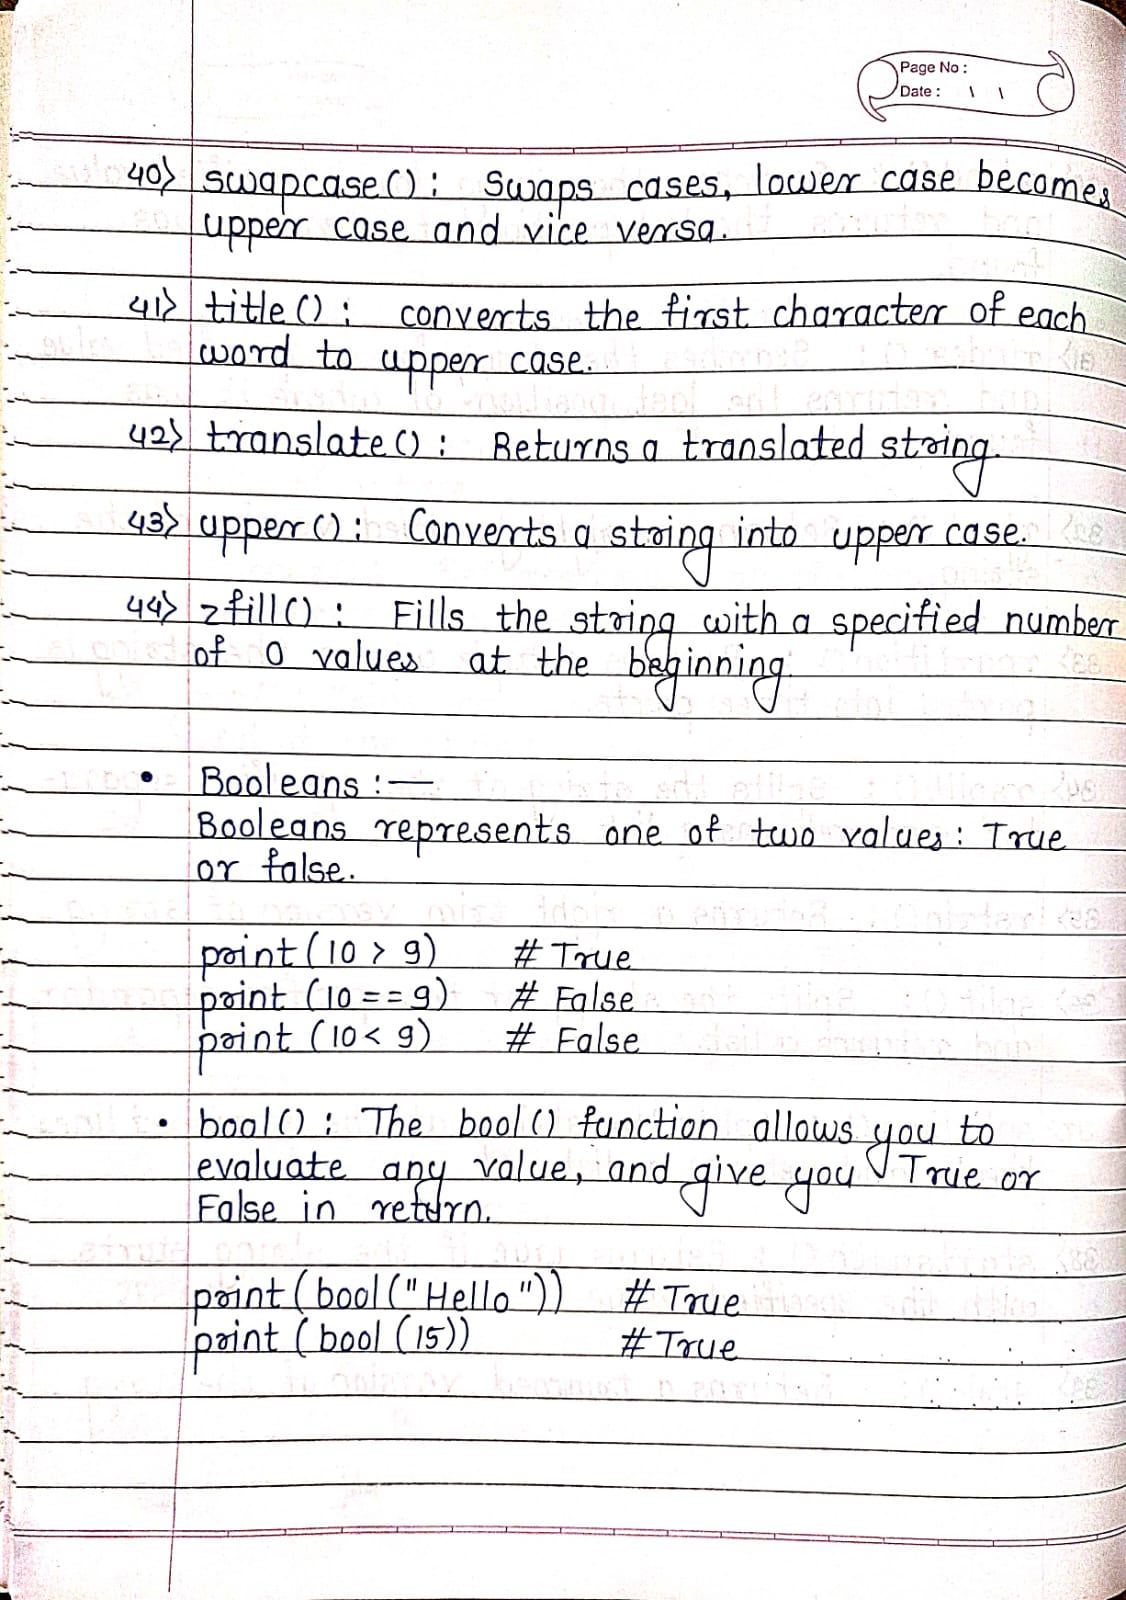 Page No :
Date : \ \
40> swapcase() : Swaps cases, lower case becomes
upper case and vice versa.
41> title() : converts the first character of each
word to upper case.
42> translate() : Returns a translated string.
43> upper() : Converts a string into upper case.
44> zfill() : Fills the string with a specified number
of 0 values at the beginning.
• Booleans :—
Booleans represents one of two values : True
or false.
print(10 > 9) # True
print (10 == 9) # False
print (10 < 9) # False
• bool() : The bool() function allows you to
evaluate any value, and give you True or
False in return.
print(bool("Hello")) # True
print (bool (15)) # True